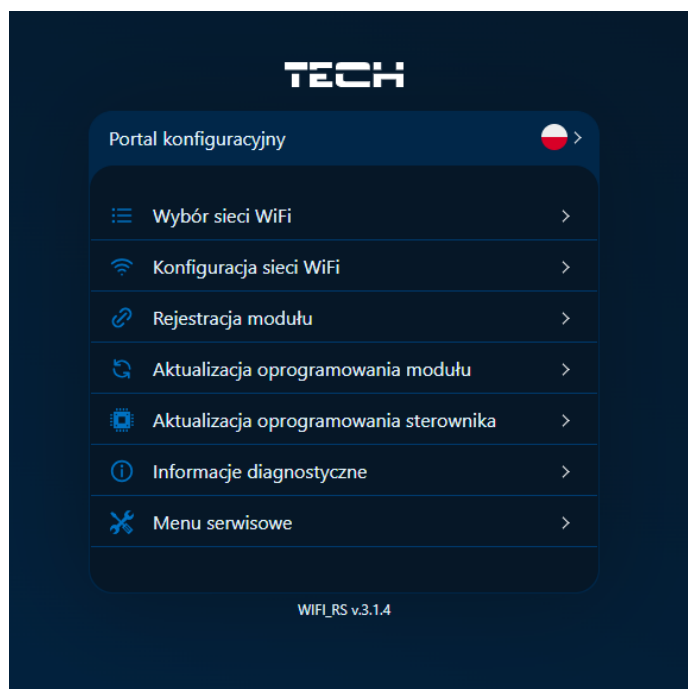 TECH
Portal konfiguracyjny
Wybór sieci WiFi
Konfiguracja sieci WiFi
Rejestracja modułu
Aktualizacja oprogramowania modułu
Aktualizacja oprogramowania sterownika
Informacje diagnostyczne
Menu serwisowe
WIFI_RS v.3.1.4